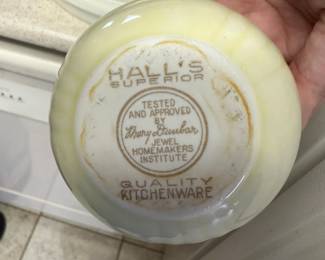 HALL'S
SUPERIOR
TESTED
AND APPROVED
BY
Mary Dunbar
JEWEL
HOMEMAKERS
INSTITUTE
QUALITY
KITCHENWARE